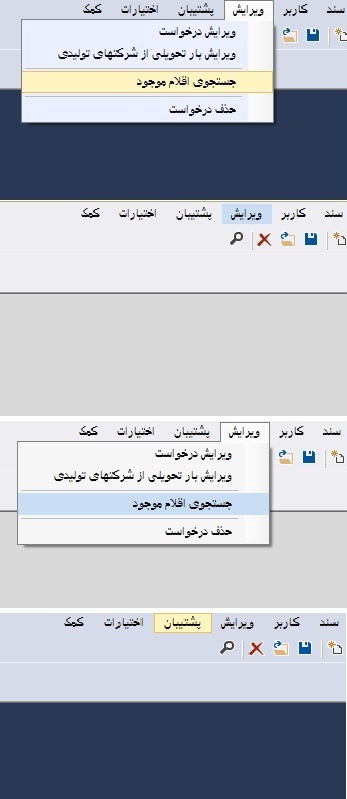 سند کاربر ویرایش پشتیبان اختیارات کمک
ویرایش درخواست
ویرایش بار تحویلی از شرکتهای تولیدی
جستجوی اقلام موجود
حذف درخواست
سند کاربر ویرایش پشتیبان اختیارات کمک
سند کاربر ویرایش پشتیبان اختیارات کمک
ویرایش درخواست
ویرایش بار تحویلی از شرکتهای تولیدی
جستجوی اقلام موجود
حذف درخواست
سند کاربر ویرایش پشتیبان اختیارات کمک